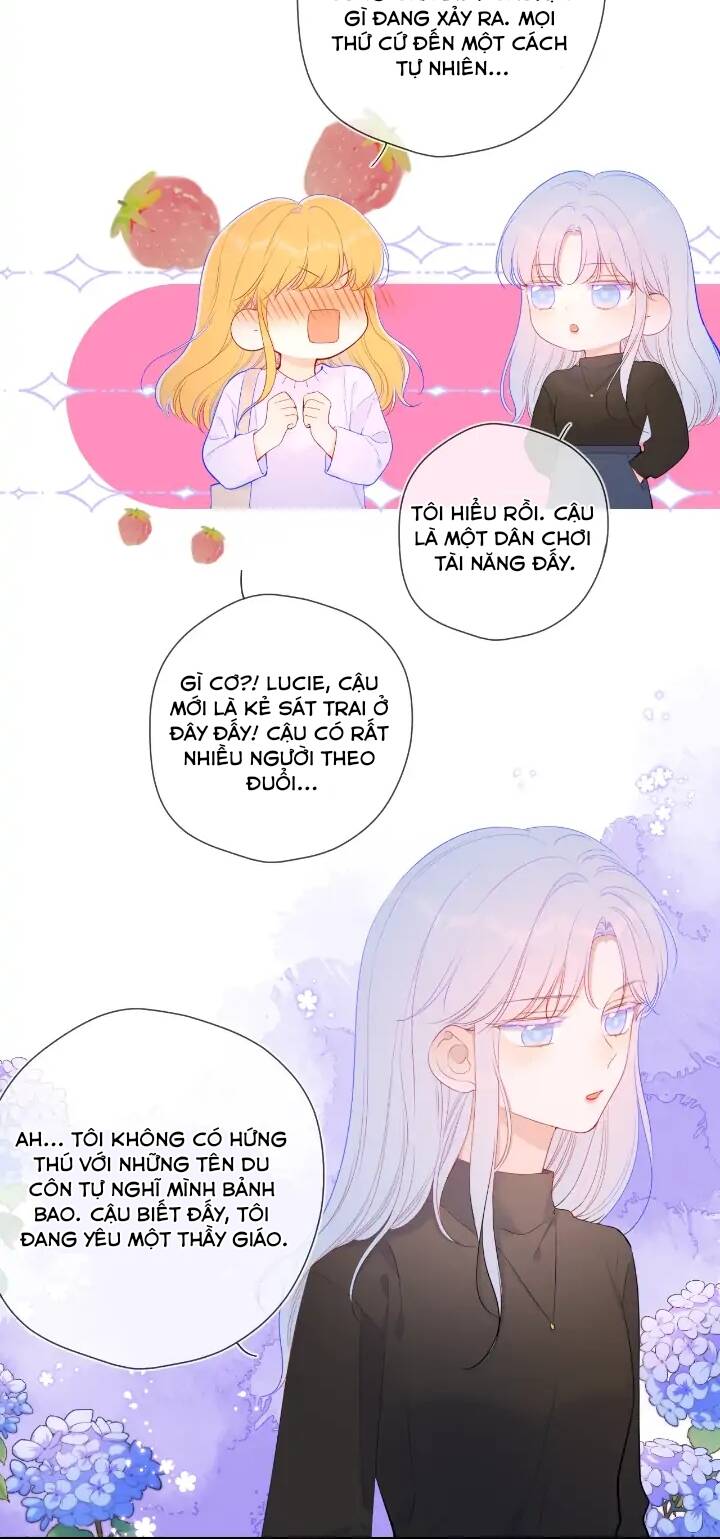 GÌ ĐANG XẢY RA. MỌI
THỨ CỨ ĐẾN MỘT CÁCH
TỰ NHIÊN...
TÔI HIỂU RỒI. CẬU
LÀ MỘT DÂN CHƠI
TÀI NĂNG ĐẤY.
GÌ CƠ?! LUCIE, CẬU
MỚI LÀ KẺ SÁT TRAI Ở
ĐÂY ĐẤY! CẬU CÓ RẤT
NHIỀU NGƯỜI THEO
ĐUỔI...
AH... TÔI KHÔNG CÓ HỨNG
THÚ VỚI NHỮNG TÊN DU
CÔN TỰ NGHĨ MÌNH BẢNH
BAO. CẬU BIẾT ĐẤY, TÔI
ĐANG YÊU MỘT THẦY GIÁO.